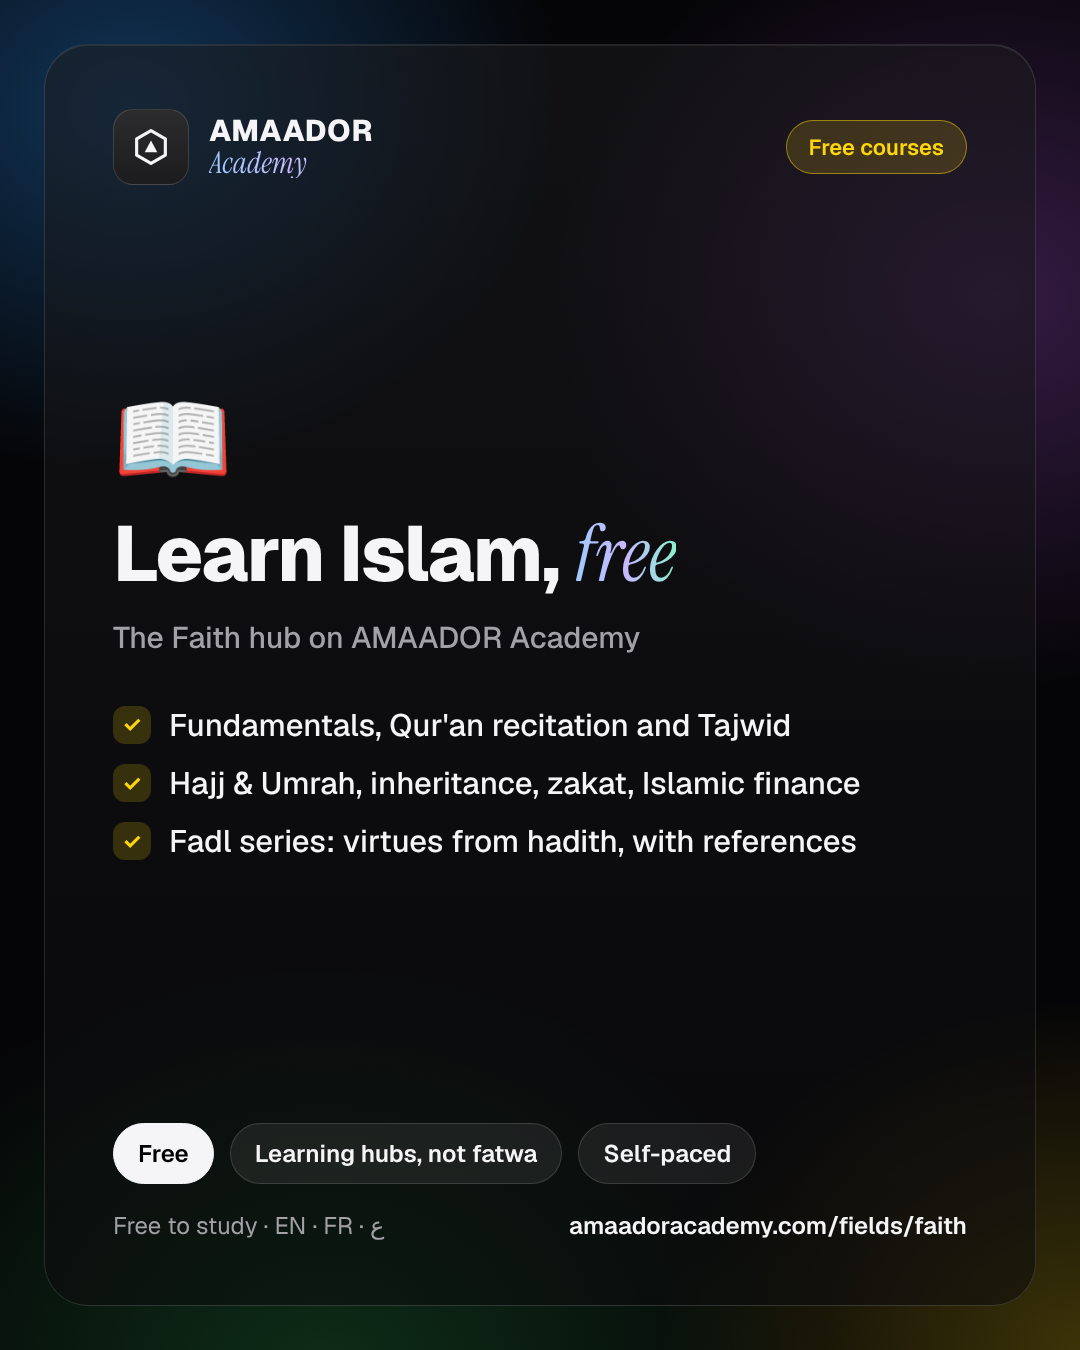 AMAADOR
Academy
Free courses
Learn Islam, free
The Faith hub on AMAADOR Academy
Fundamentals, Qur'an recitation and Tajwid
Hajj & Umrah, inheritance, zakat, Islamic finance
Fadl series: virtues from hadith, with references
Free
Learning hubs, not fatwa
Self-paced
Free to study · EN · FR · ع
amaadoracademy.com/fields/faith